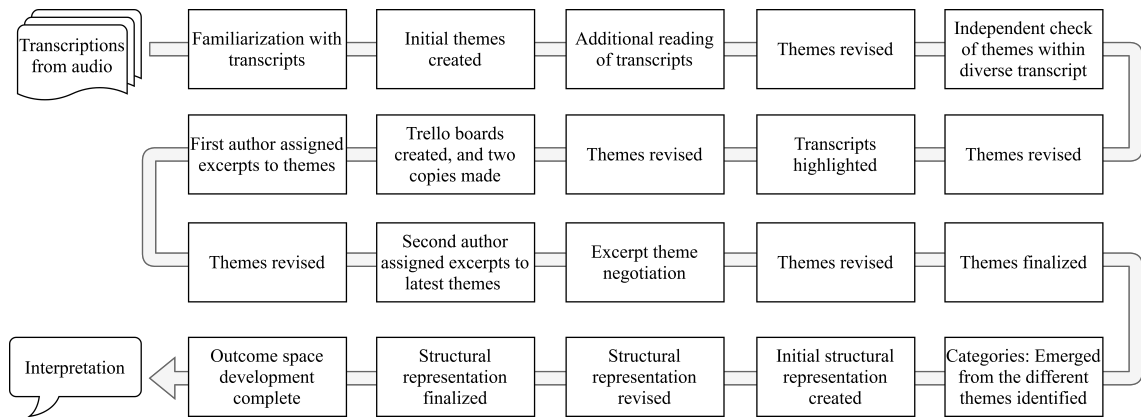 Transcriptions
from audio
Familiarization with
transcripts
Initial themes
created
Additional reading
of transcripts
Themes revised
Independent check
of themes within
diverse transcript
Themes revised
Transcripts
highlighted
Themes revised
Trello boards
created, and two
copies made
First author assigned
excerpts to themes
Themes revised
Second author
assigned excerpts to
latest themes
Excerpt theme
negotiation
Themes revised
Themes finalized
Categories: Emerged
from the different
themes identified
Initial structural
representation
created
Structural
representation
revised
Structural
representation
finalized
Outcome space
development
complete
Interpretation